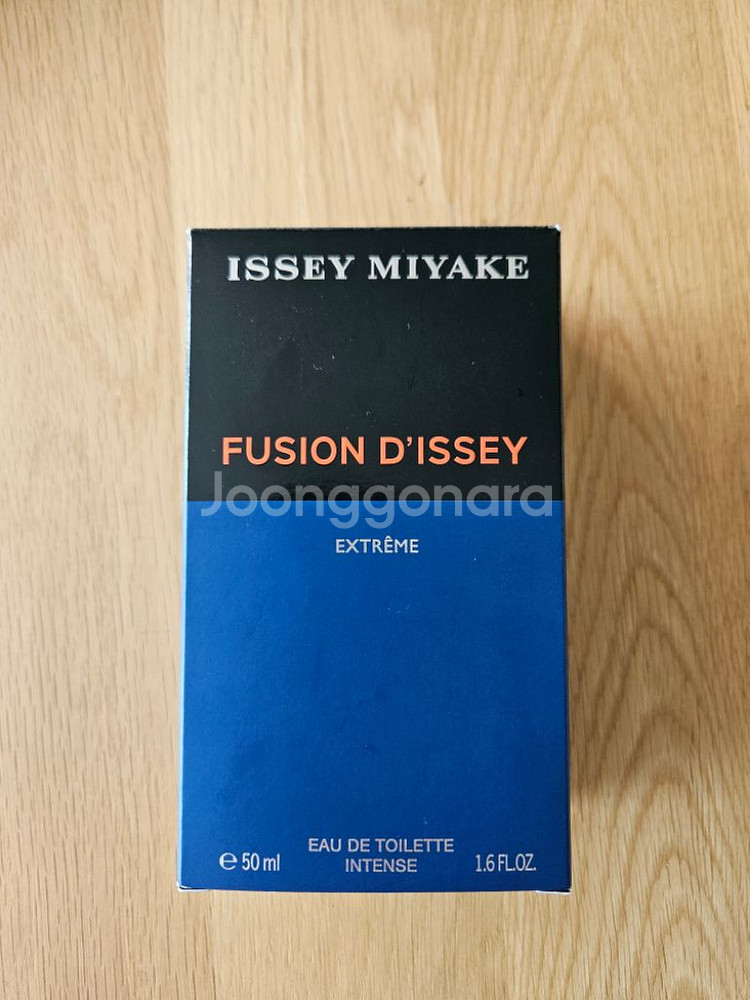 ISSEY MIYAKE
FUSION D'ISSEY
Joonggonara
EXTRÊME
EAU DE TOILETTE
INTENSE
℮ 50 ml
1.6 FL.OZ.